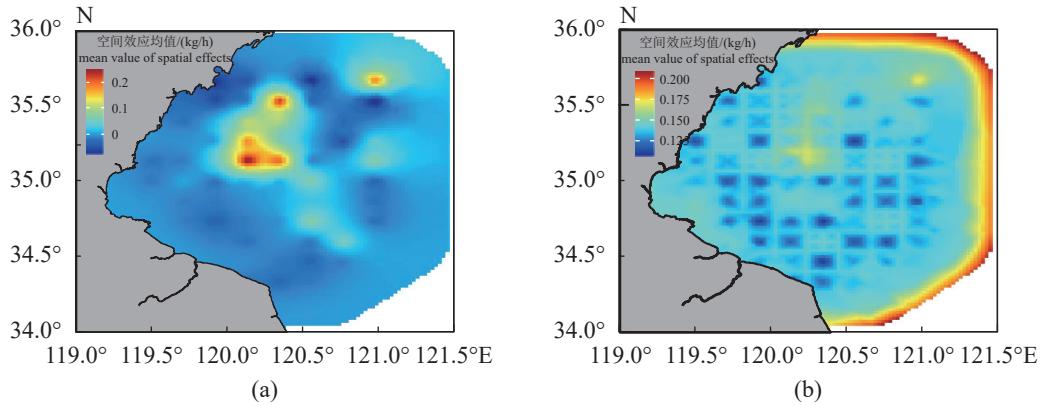 N
36.0°
空间效应均值/(kg/h)
mean value of spatial effects
0.2
0.1
0
35.5°
35.0°
34.5°
34.0°
119.0° 119.5° 120.0° 120.5° 121.0° 121.5°E
(a)
N
36.0°
空间效应均值/(kg/h)
mean value of spatial effects
0.200
0.175
0.150
0.125
35.5°
35.0°
34.5°
34.0°
119.0° 119.5° 120.0° 120.5° 121.0° 121.5°E
(b)